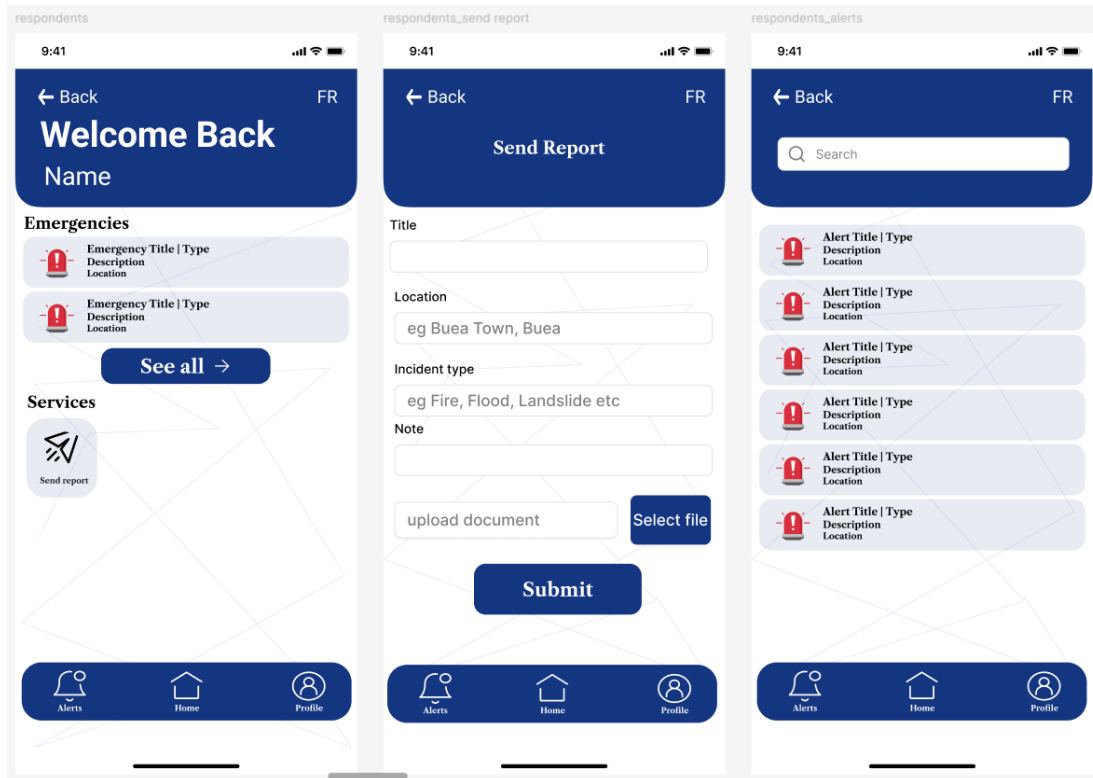 respondents
9:41
Back
FR
Welcome Back
Name
Emergencies
Emergency Title | Type
Description
Location
Emergency Title | Type
Description
Location
See all →
Services
Send report
Alerts
Home
Profile
respondents_send report
9:41
Back
FR
Send Report
Title
Location
eg Buea Town, Buea
Incident type
eg Fire, Flood, Landslide etc
Note
upload document
Select file
Submit
Alerts
Home
Profile
respondents_alerts
9:41
Back
FR
Search
Alert Title | Type
Description
Location
Alert Title | Type
Description
Location
Alert Title | Type
Description
Location
Alert Title | Type
Description
Location
Alert Title | Type
Description
Location
Alert Title | Type
Description
Location
Alerts
Home
Profile